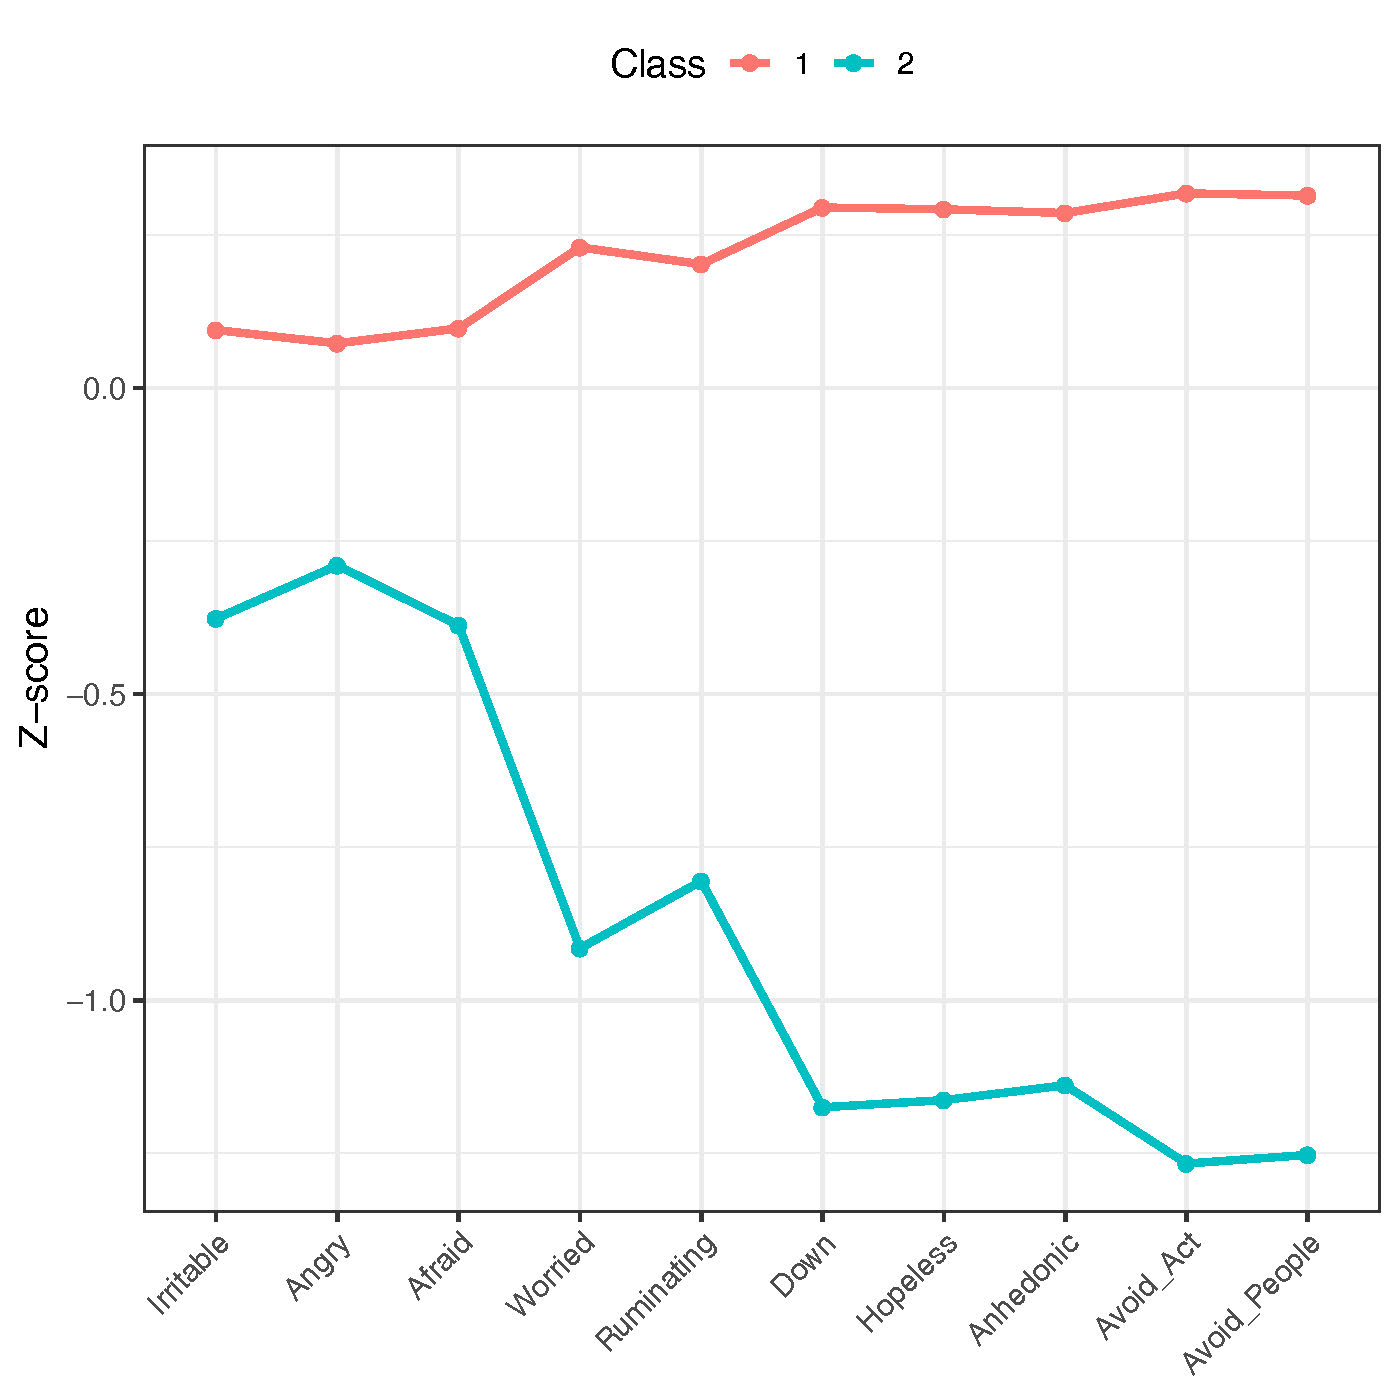 Class 1 2
Z−score
0.0
−0.5
−1.0
Irritable
Angry
Afraid
Worried
Ruminating
Down
Hopeless
Anhedonic
Avoid_Act
Avoid_People